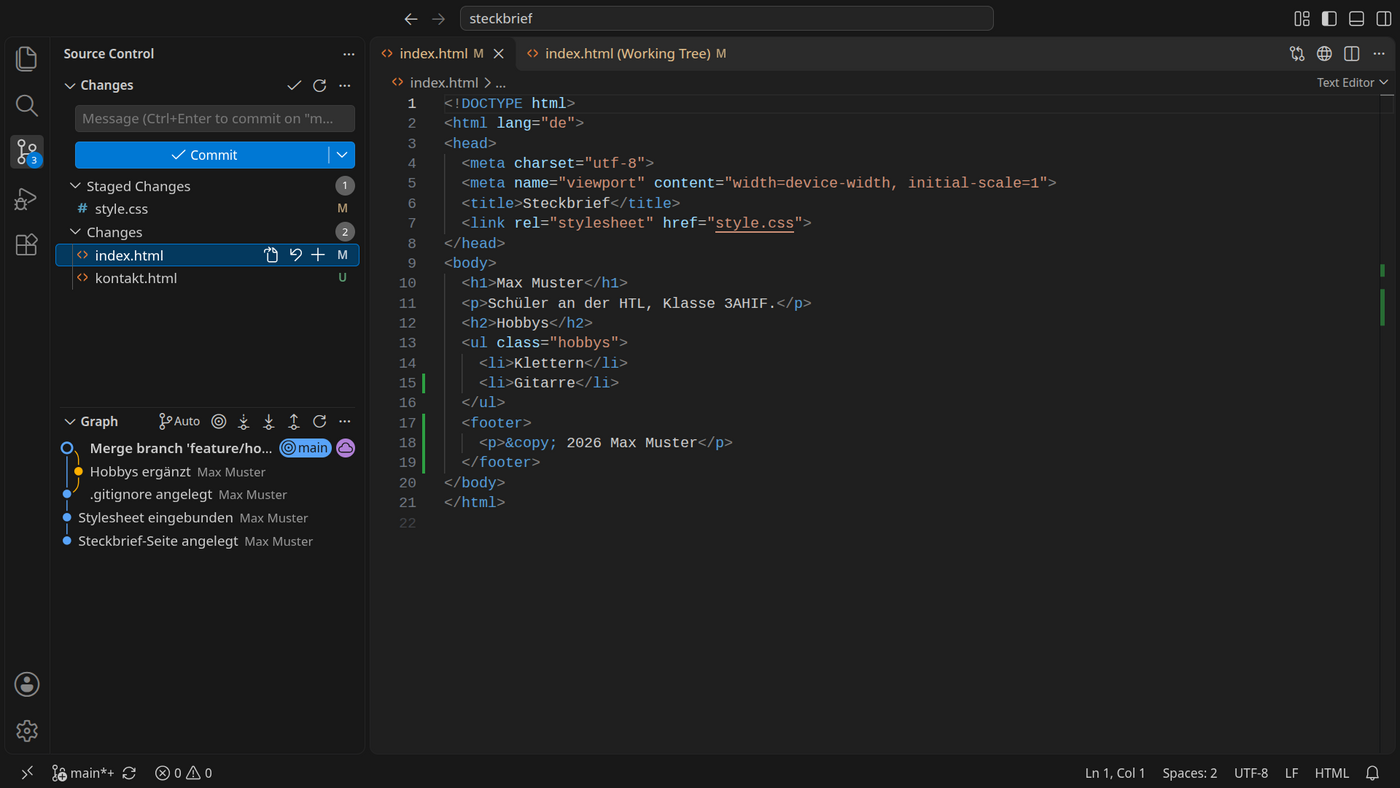 steckbrief
Source Control
Changes
Message (Ctrl+Enter to commit on "m...
Commit
Staged Changes 1
style.css M
Changes 2
index.html M
kontakt.html U
Graph Auto
Merge branch 'feature/ho... main
Hobbys ergänzt Max Muster
.gitignore angelegt Max Muster
Stylesheet eingebunden Max Muster
Steckbrief-Seite angelegt Max Muster
3
index.html M
index.html (Working Tree) M
index.html > ...
Text Editor
1 <!DOCTYPE html>
2 <html lang="de">
3 <head>
4 <meta charset="utf-8">
5 <meta name="viewport" content="width=device-width, initial-scale=1">
6 <title>Steckbrief</title>
7 <link rel="stylesheet" href="style.css">
8 </head>
9 <body>
10 <h1>Max Muster</h1>
11 <p>Schüler an der HTL, Klasse 3AHIF.</p>
12 <h2>Hobbys</h2>
13 <ul class="hobbys">
14 <li>Klettern</li>
15 <li>Gitarre</li>
16 </ul>
17 <footer>
18 <p>&copy; 2026 Max Muster</p>
19 </footer>
20 </body>
21 </html>
22
main*+ 0 0 Ln 1, Col 1 Spaces: 2 UTF-8 LF HTML